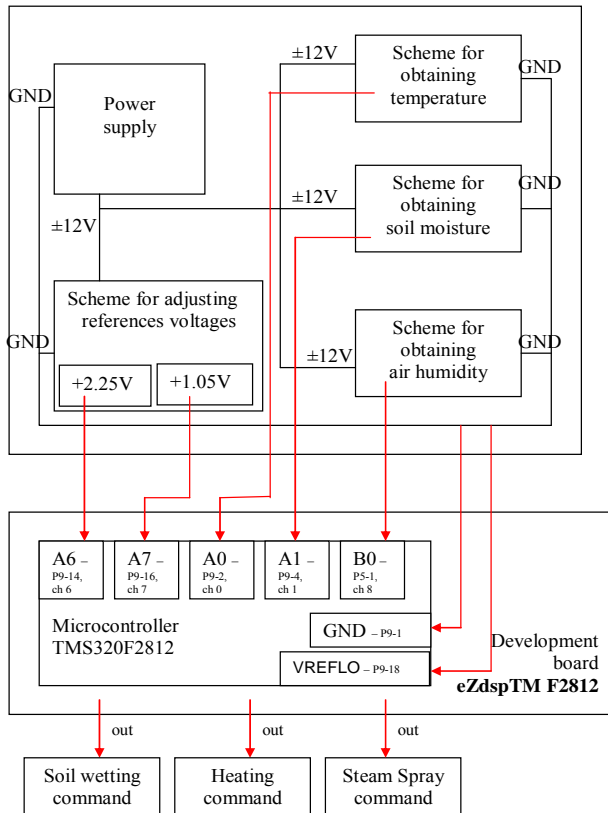 ±12V
Scheme for
obtaining
temperature
GND
GND
Power
supply
±12V
Scheme for
obtaining
soil moisture
GND
±12V
Scheme for adjusting
references voltages
GND
+2.25V
+1.05V
±12V
Scheme for
obtaining
air humidity
GND
A6 –
P9-14,
ch 6
A7 –
P9-16,
ch 7
A0 –
P9-2,
ch 0
A1 –
P9-4,
ch 1
B0 –
P5-1,
ch 8
Microcontroller
TMS320F2812
GND – P9-1
VREFLO – P9-18
Development
board
eZdspTM F2812
out
out
out
Soil wetting
command
Heating
command
Steam Spray
command